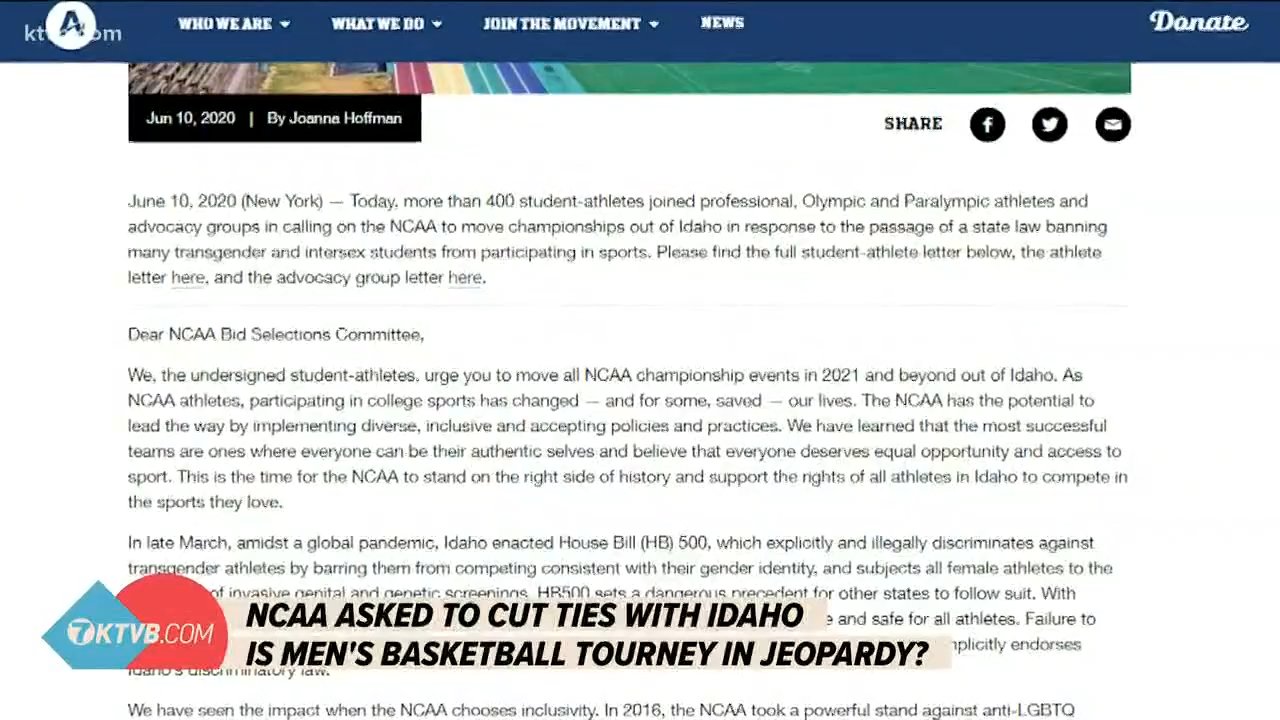 ktvb.com
A WHO WE ARE WHAT WE DO JOIN THE MOVEMENT NEWS Donate
Jun 10, 2020 | By Joanna Hoffman
SHARE
June 10, 2020 (New York) — Today, more than 400 student-athletes joined professional, Olympic and Paralympic athletes and
advocacy groups in calling on the NCAA to move championships out of Idaho in response to the passage of a state law banning
many transgender and intersex students from participating in sports. Please find the full student-athlete letter below, the athlete
letter here, and the advocacy group letter here.
Dear NCAA Bid Selections Committee,
We, the undersigned student-athletes, urge you to move all NCAA championship events in 2021 and beyond out of Idaho. As
NCAA athletes, participating in college sports has changed — and for some, saved — our lives. The NCAA has the potential to
lead the way by implementing diverse, inclusive and accepting policies and practices. We have learned that the most successful
teams are ones where everyone can be their authentic selves and believe that everyone deserves equal opportunity and access to
sport. This is the time for the NCAA to stand on the right side of history and support the rights of all athletes in Idaho to compete in
the sports they love.
In late March, amidst a global pandemic, Idaho enacted House Bill (HB) 500, which explicitly and illegally discriminates against
transgender athletes by barring them from competing consistent with their gender identity, and subjects all female athletes to the
of invasive genital and genetic screenings. HB500 sets a dangerous precedent for other states to follow suit. With
and safe for all athletes. Failure to
endorses
Idaho's discriminatory law.
7 KTVB.COM
NCAA ASKED TO CUT TIES WITH IDAHO
IS MEN'S BASKETBALL TOURNEY IN JEOPARDY?
We have seen the impact when the NCAA chooses inclusivity. In 2016, the NCAA took a powerful stand against anti-LGBTQ